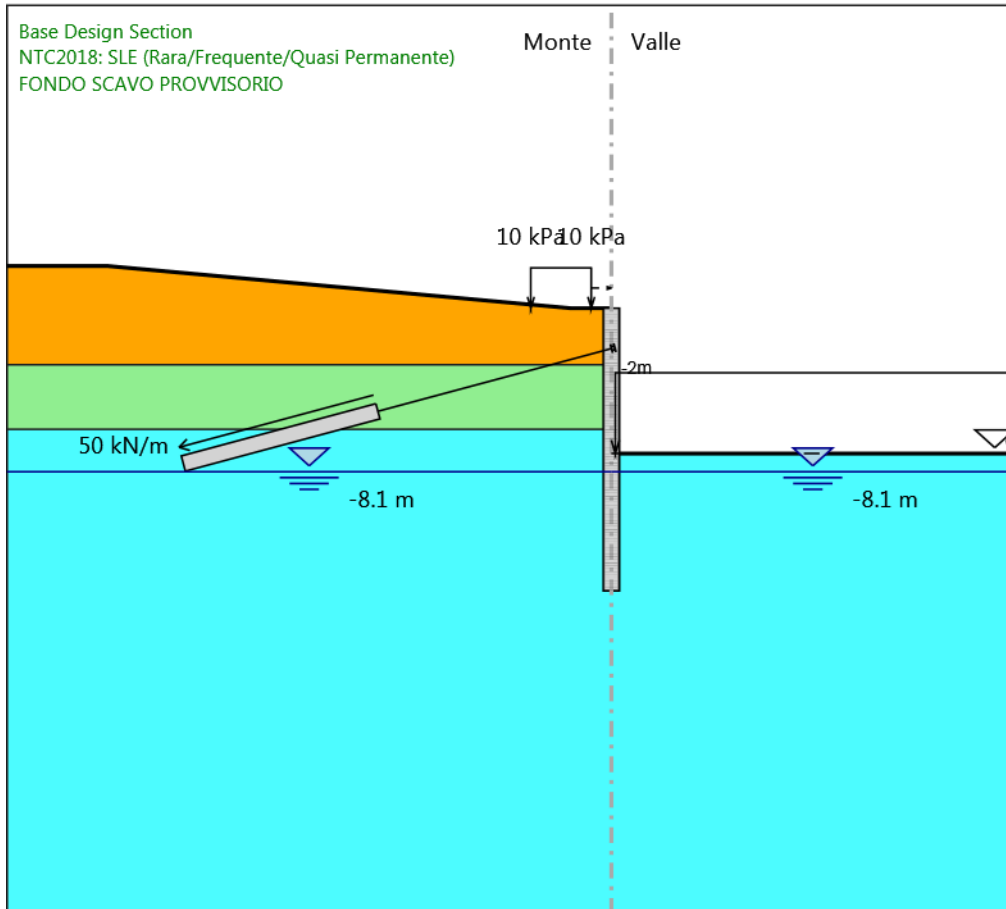 Base Design Section
NTC2018: SLE (Rara/Frequente/Quasi Permanente)
FONDO SCAVO PROVVISORIO
Monte Valle
10 kPa 10 kPa
-2m
50 kN/m
-8.1 m -8.1 m